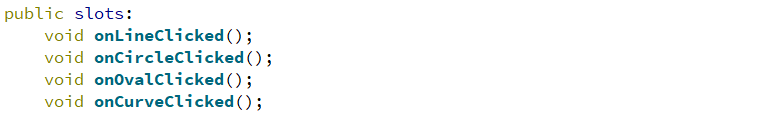 public slots:
    void onLineClicked();
    void onCircleClicked();
    void onOvalClicked();
    void onCurveClicked();